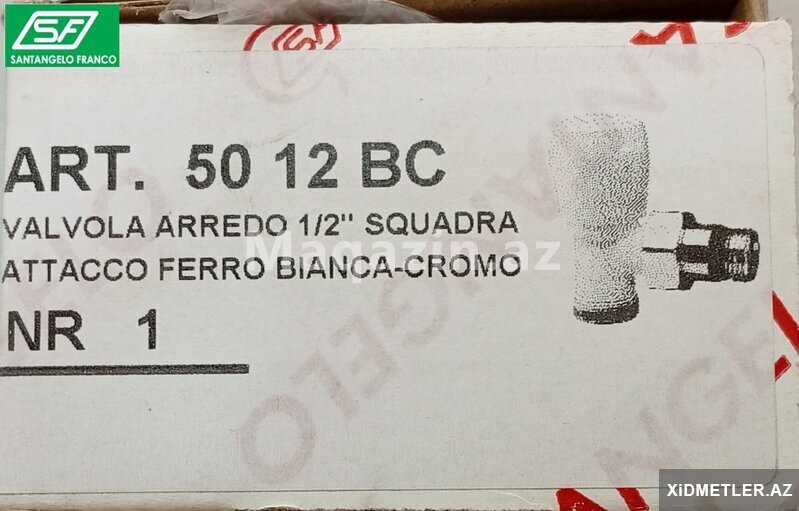 SF
SANTANGELO FRANCO
ART. 50 12 BC
VALVOLA ARREDO 1/2" SQUADRA
ATTACCO FERRO BIANCA-CROMO
NR 1
Magazin.az
ANGELO
XiDMETLER.AZ